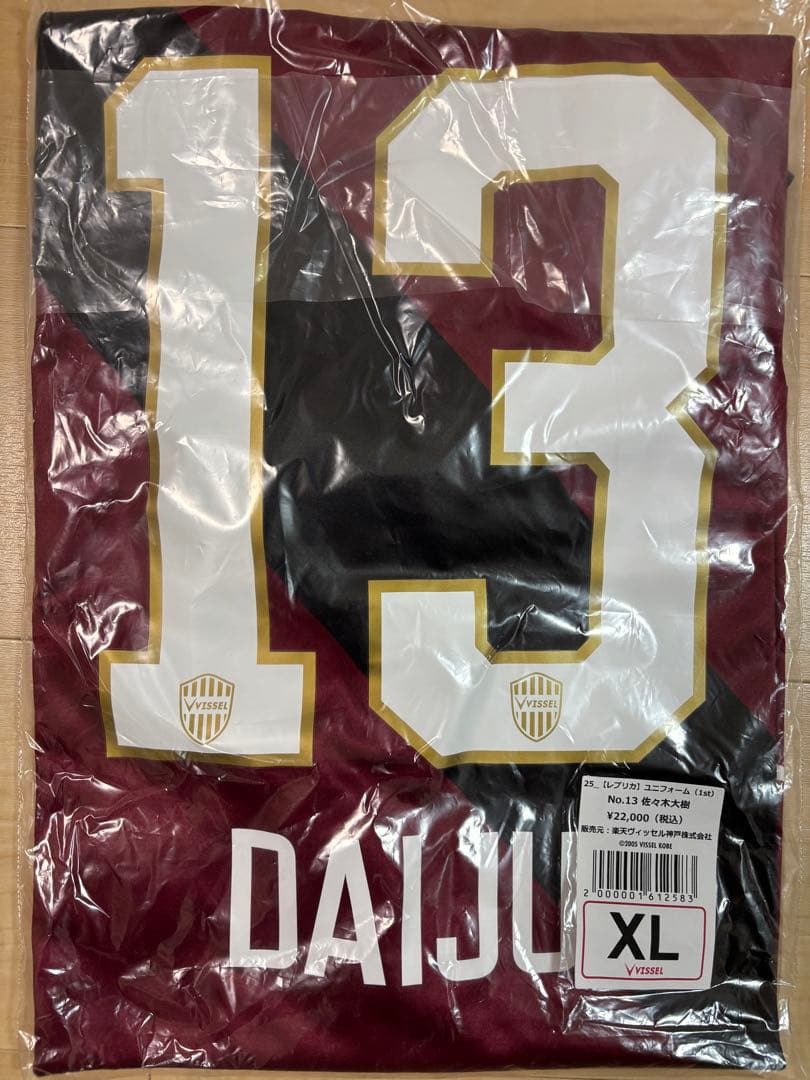 13
VISSEL
VISSEL
DAIJU
25_【レプリカ】ユニフォーム（1st）
No.13 佐々木大樹
¥22,000（税込）
販売元：楽天ヴィッセル神戸株式会社
©2005 VISSEL KOBE
2 000001 612583
XL
VISSEL